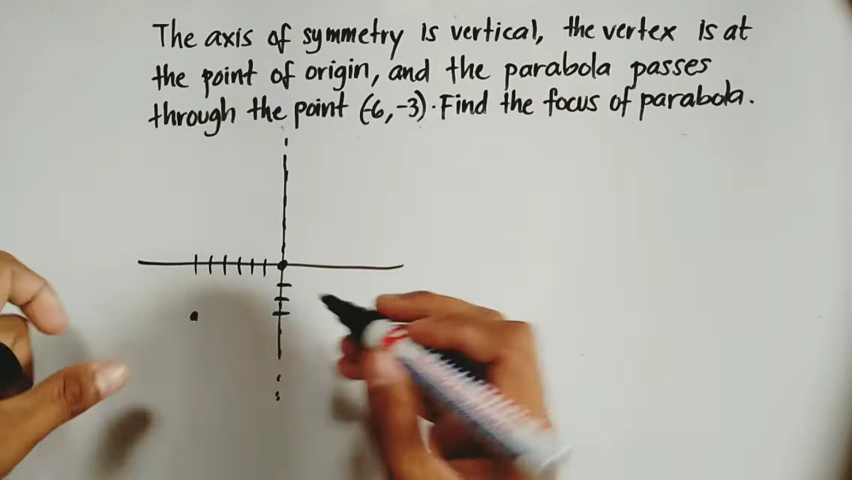 The axis of symmetry is vertical, the vertex is at
the point of origin, and the parabola passes
through the point (-6,-3). Find the focus of parabola.